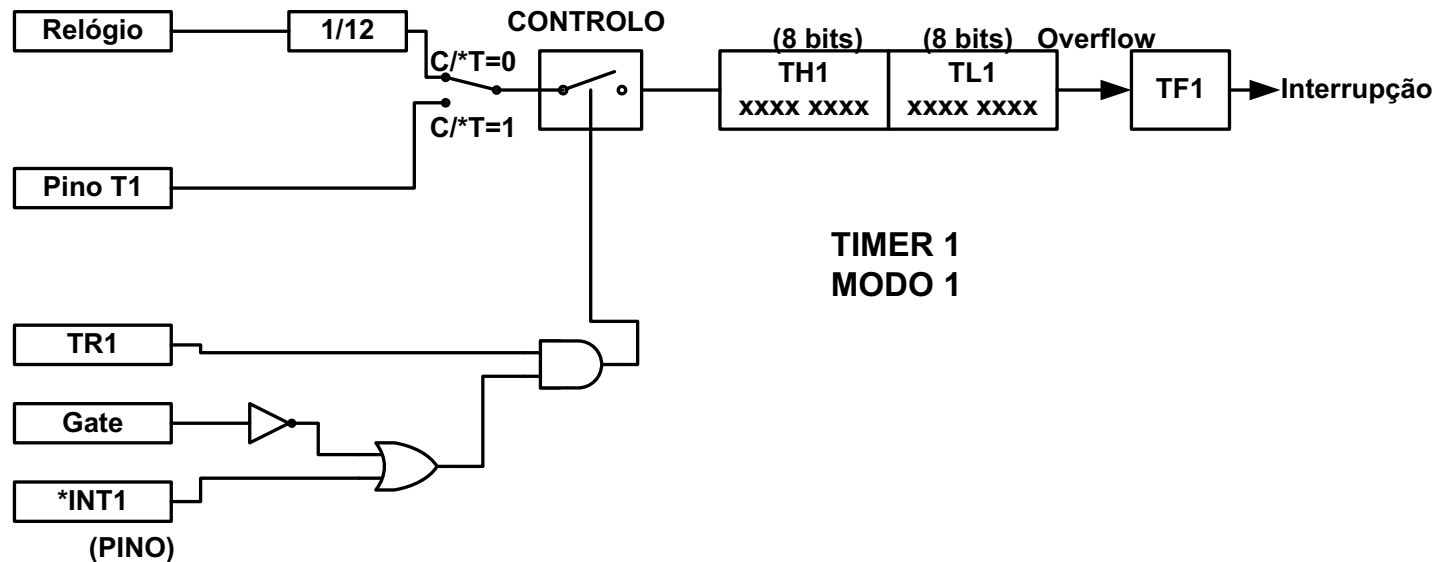 Relógio
1/12
C/*T=0
C/*T=1
CONTROLO
(8 bits)
(8 bits)
Overflow
TH1
xxxx xxxx
TL1
xxxx xxxx
TF1
Interrupção
Pino T1
TIMER 1
MODO 1
TR1
Gate
*INT1
(PINO)